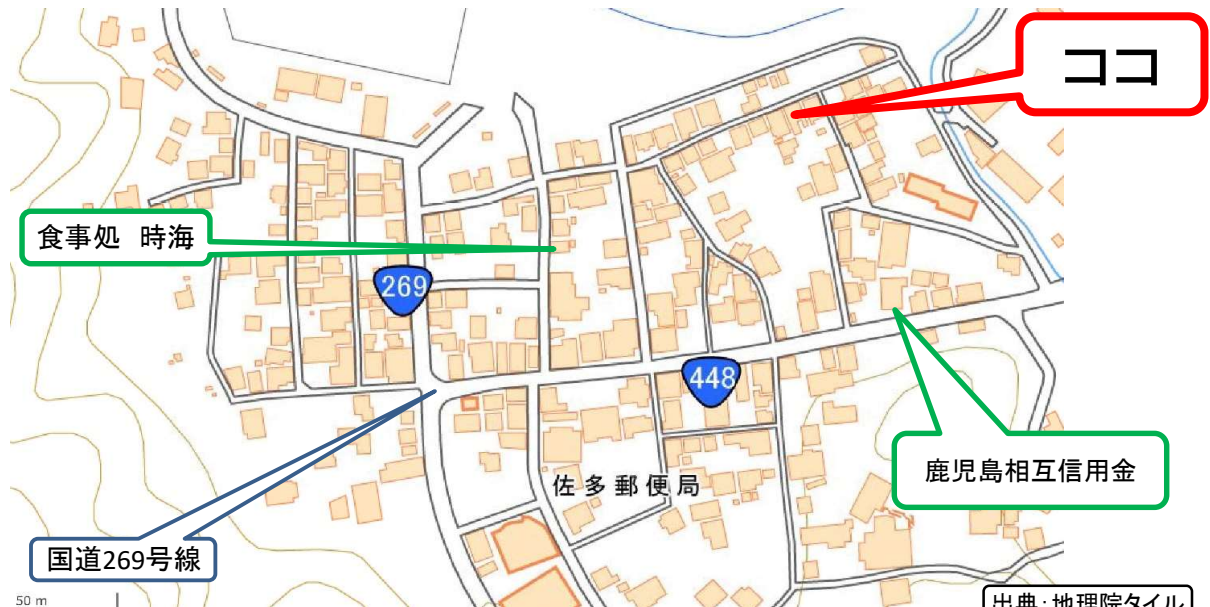 ココ
食事処 時海
269
448
鹿児島相互信用金
佐多郵便局
国道269号線
50 m
出典:地理院タイル